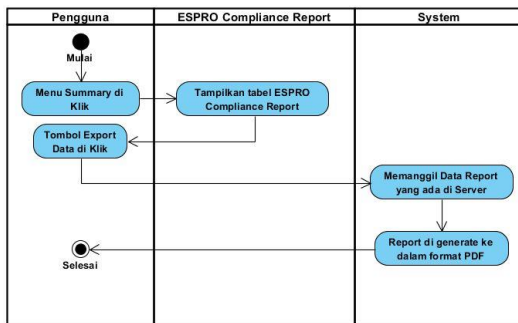 Pengguna
ESPRO Compliance Report
System
Mulai
Menu Summary di
Klik
Tampilkan tabel ESPRO
Compliance Report
Tombol Export
Data di Klik
Memanggil Data Report
yang ada di Server
Report di generate ke
dalam format PDF
Selesai